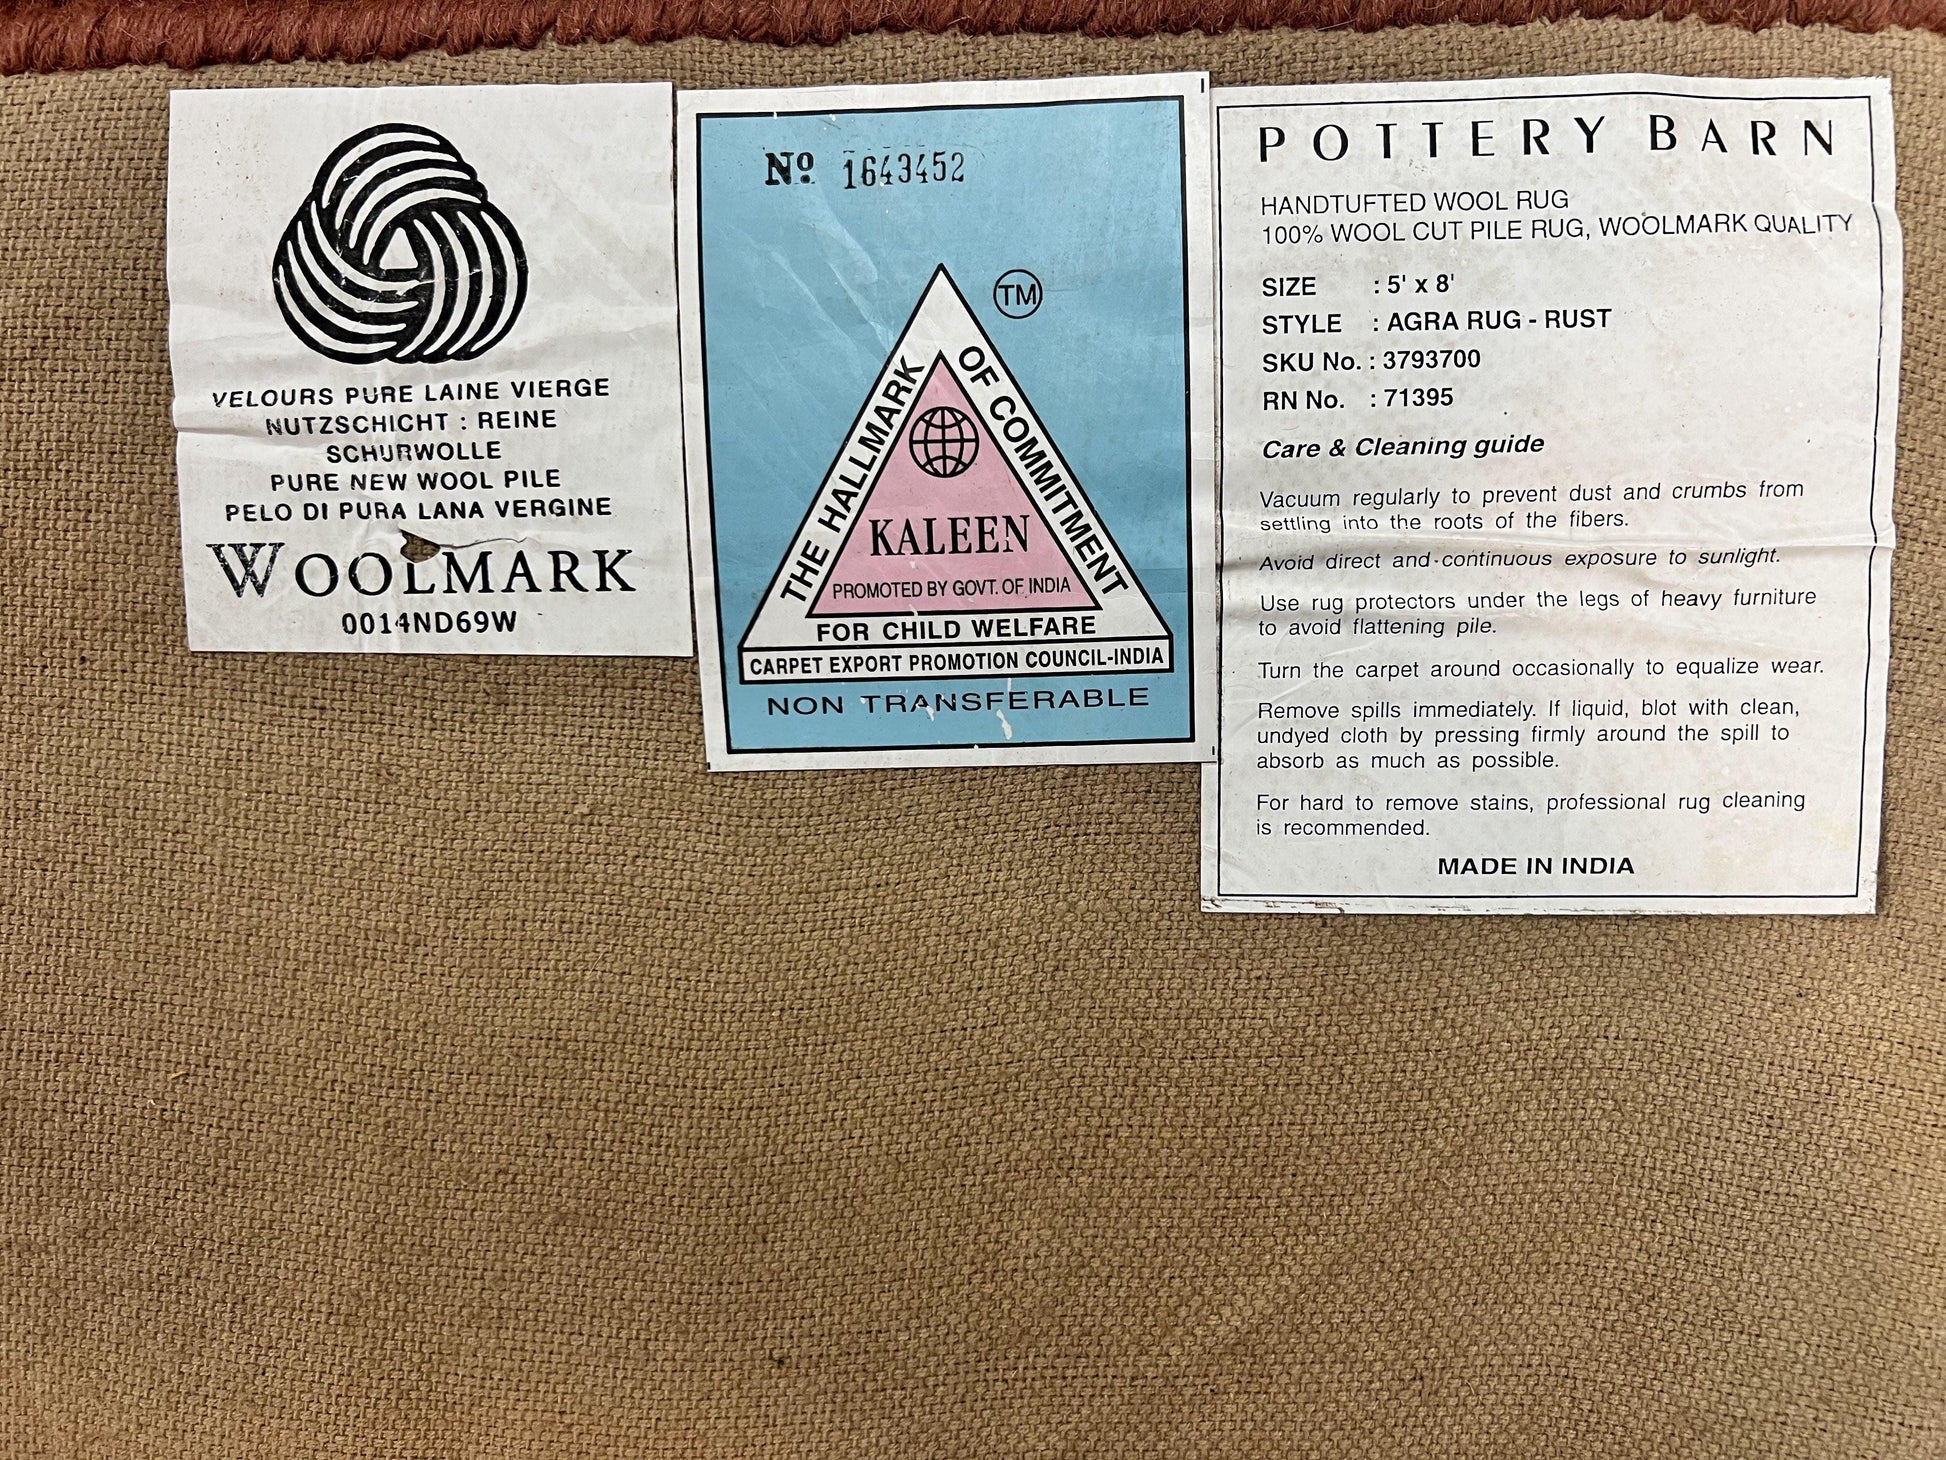 VELOURS PURE LAINE VIERGE
NUTZSCHICHT : REINE
SCHURWOLLE
PURE NEW WOOL PILE
PELO DI PURA LANA VERGINE
WOOLMARK
0014ND69W
Nº 1643452
TM
THE HALLMARK OF COMMITMENT
KALEEN
PROMOTED BY GOVT. OF INDIA
FOR CHILD WELFARE
CARPET EXPORT PROMOTION COUNCIL-INDIA
NON TRANSFERABLE
POTTERY BARN
HANDTUFTED WOOL RUG
100% WOOL CUT PILE RUG, WOOLMARK QUALITY
SIZE : 5' x 8'
STYLE : AGRA RUG - RUST
SKU No. : 3793700
RN No. : 71395
Care & Cleaning guide
Vacuum regularly to prevent dust and crumbs from
settling into the roots of the fibers.
Avoid direct and continuous exposure to sunlight.
Use rug protectors under the legs of heavy furniture
to avoid flattening pile.
Turn the carpet around occasionally to equalize wear.
Remove spills immediately. If liquid, blot with clean,
undyed cloth by pressing firmly around the spill to
absorb as much as possible.
For hard to remove stains, professional rug cleaning
is recommended.
MADE IN INDIA